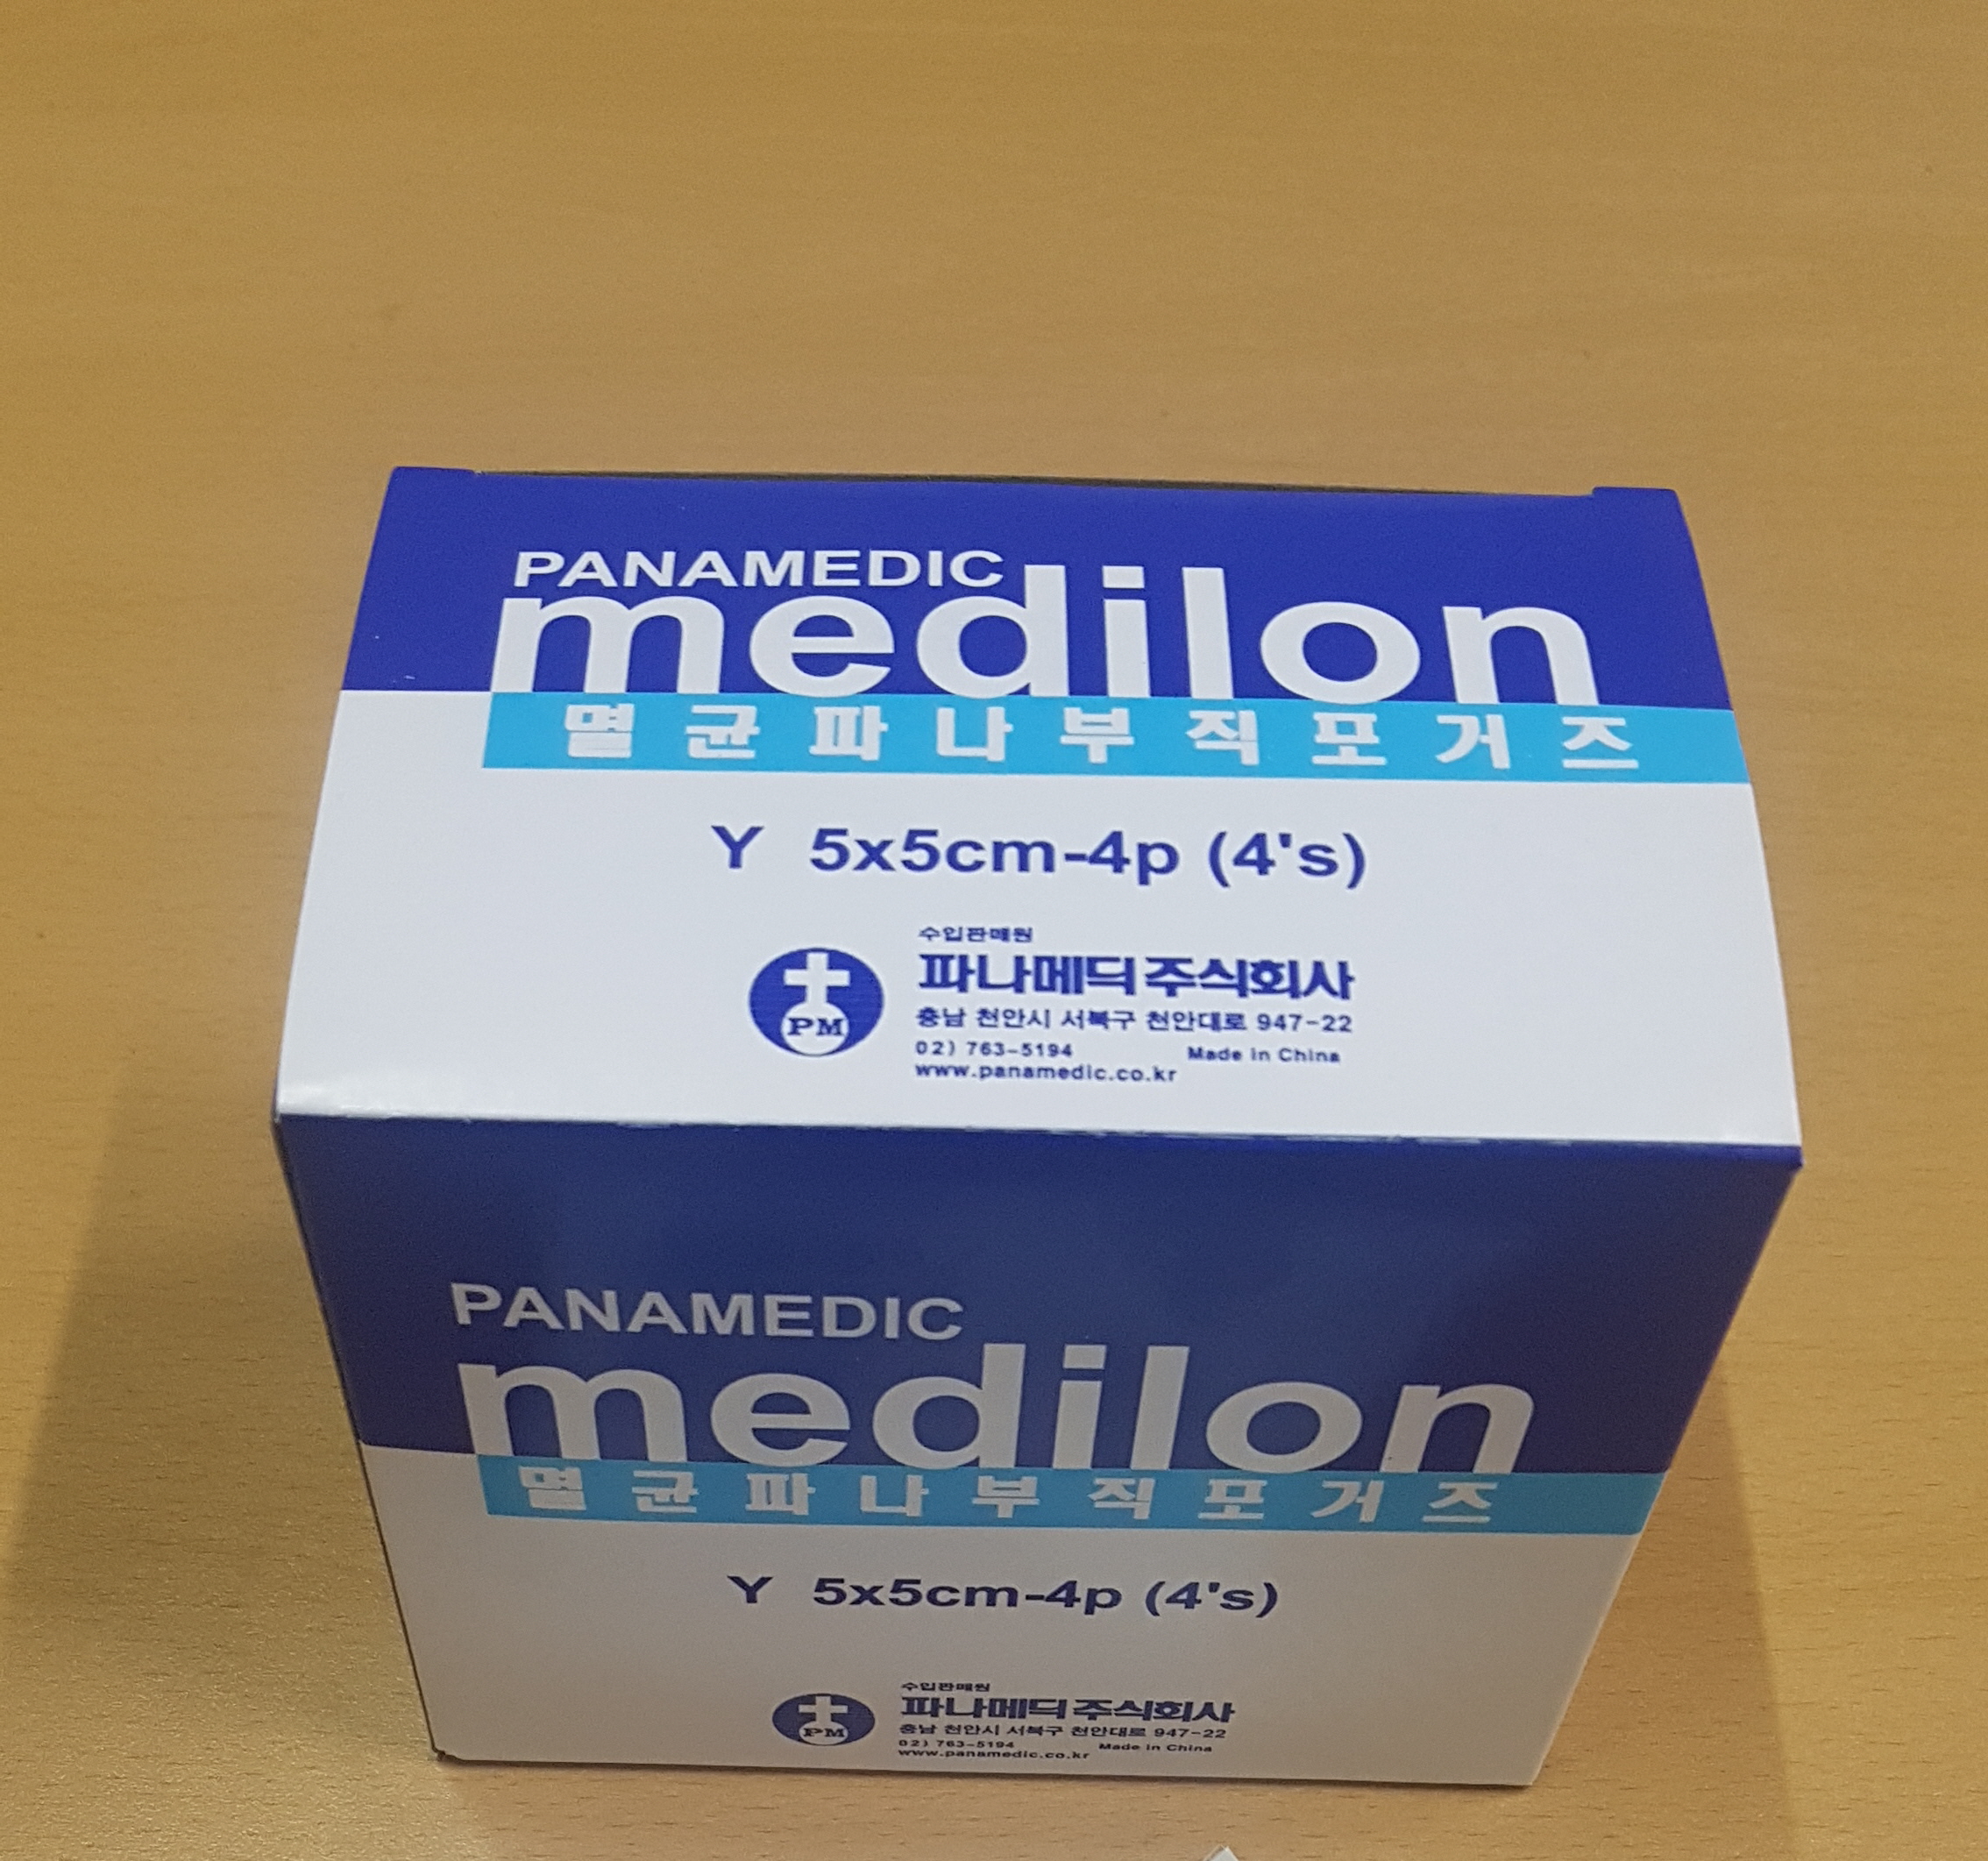 PANAMEDIC
medilon
멸균파나부직포거즈
Y 5x5cm-4p (4's)
수입판매원
파나메딕주식회사
PM
충남 천안시 서북구 천안대로 947-22
02) 763-5194 Made in China
www.panamedic.co.kr
PANAMEDIC
medilon
멸균파나부직포거즈
Y 5x5cm-4p (4's)
수입판매원
파나메딕주식회사
PM
충남 천안시 서북구 천안대로 947-22
02) 763-5194 Made in China
www.panamedic.co.kr